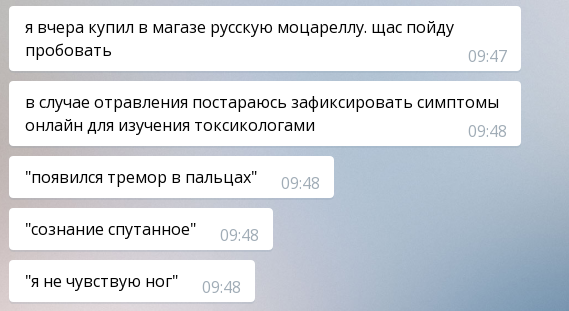 я вчера купил в магазе русскую моцареллу. щас пойду
пробовать
09:47
в случае отравления постараюсь зафиксировать симптомы
онлайн для изучения токсикологами
09:48
"появился тремор в пальцах"
09:48
"сознание спутанное"
09:48
"я не чувствую ног"
09:48